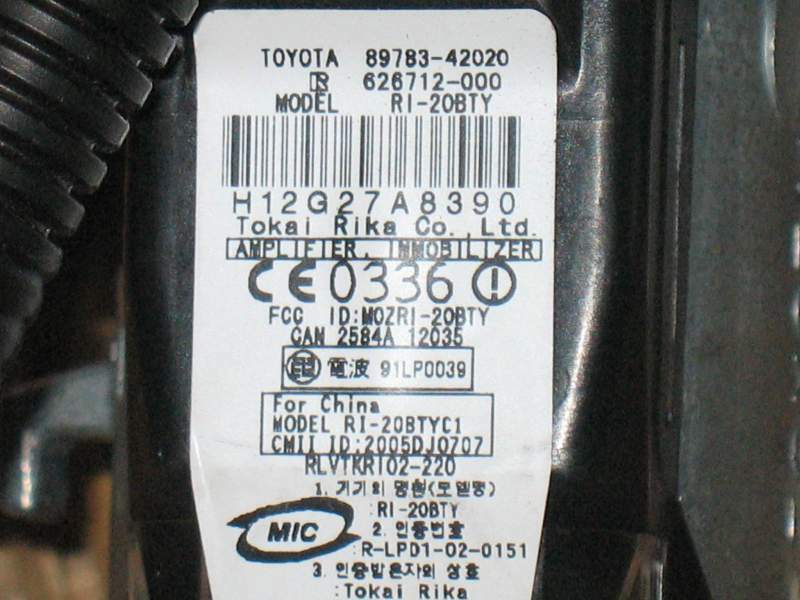 TOYOTA 89783-42020
R 626712-000
MODEL RI-20BTY
H12G27A8390
Tokai Rika Co.,Ltd.
AMPLIFIER, IMMOBILIZER
CE0336
FCC ID:MOZRI-20BTY
CAN 2584A 12035
電波 91LP0039
For China
MODEL RI-20BTYC1
CMII ID:2005DJ0707
RLVTKRI02-220
1. 기기의 명칭(모델명)
:RI-20BTY
MIC
2. 인증번호
:R-LPD1-02-0151
3. 인증받은자의 상호
:Tokai Rika